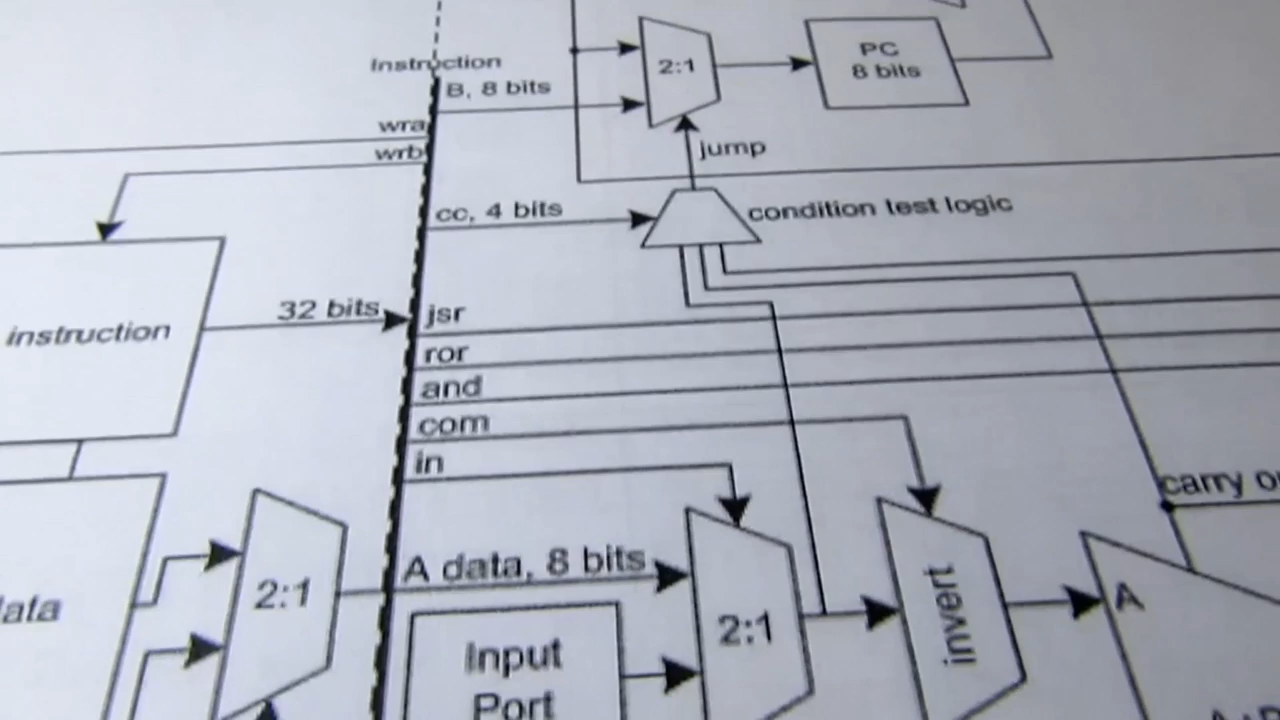 PC
8 bits
2:1
Instruction
B, 8 bits
wra
wrb
jump
cc, 4 bits
condition test logic
32 bits
jsr
instruction
ror
and
com
in
carry
A data, 8 bits
2:1
2:1
invert
A
Input
Port